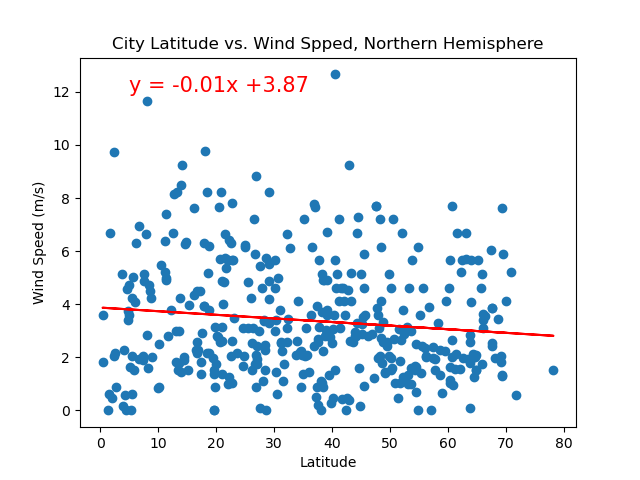 City Latitude vs. Wind Spped, Northern Hemisphere
y = -0.01x +3.87
Wind Speed (m/s)
12
10
8
6
4
2
0
0 10 20 30 40 50 60 70 80
Latitude